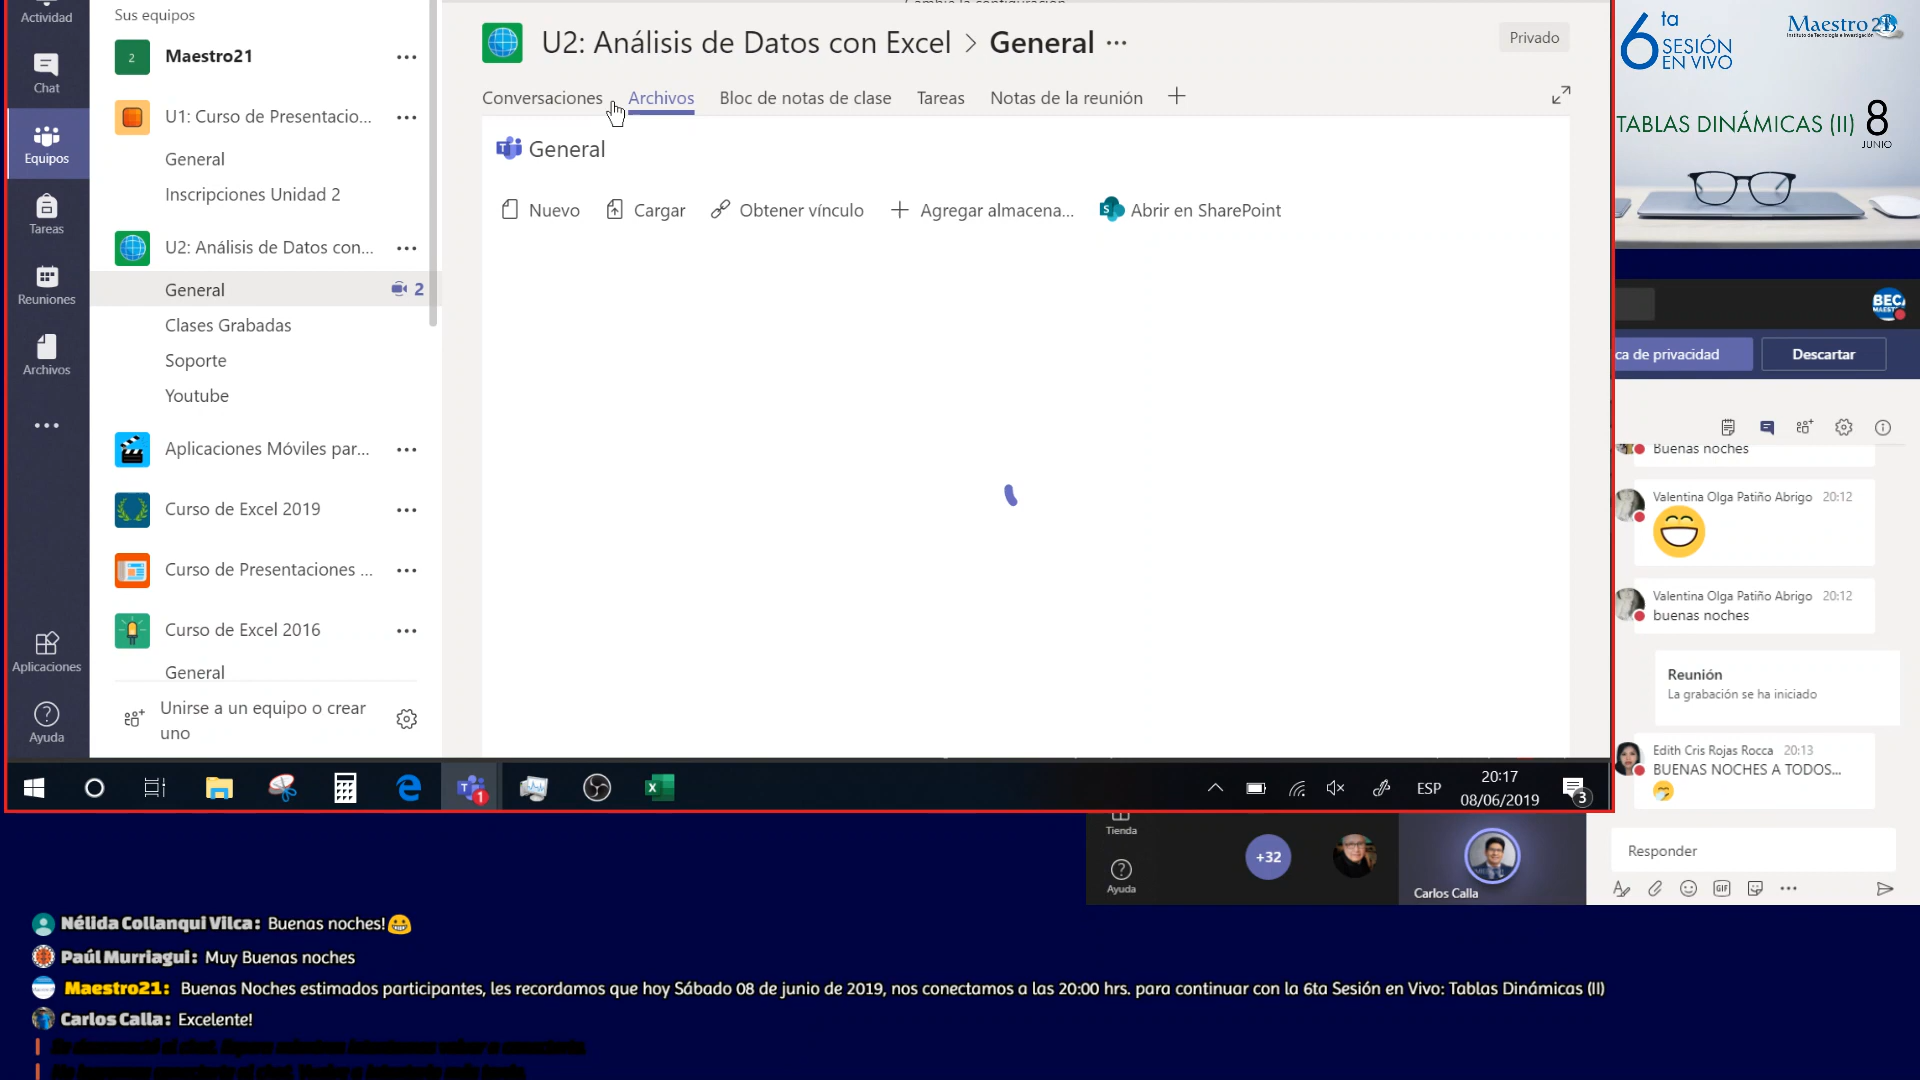 Actividad
Chat
Equipos
Tareas
Reuniones
Archivos
Aplicaciones
Ayuda
Sus equipos
2
Maestro21
U1: Curso de Presentacio...
General
Inscripciones Unidad 2
U2: Análisis de Datos con...
General
2
Clases Grabadas
Soporte
Youtube
Aplicaciones Móviles par...
Curso de Excel 2019
Curso de Presentaciones ...
Curso de Excel 2016
General
Unirse a un equipo o crear
uno
U2: Análisis de Datos con Excel > General
Privado
Conversaciones Archivos Bloc de notas de clase Tareas Notas de la reunión
General
Nuevo Cargar Obtener vínculo Agregar almacena... Abrir en SharePoint
1
ESP
20:17
08/06/2019
3
6 ta
SESIÓN
EN VIVO
Maestro 21
TABLAS DINÁMICAS (II) 8
JUNIO
BECA
ca de privacidad
Descartar
Buenas noches
Valentina Olga Patiño Abrigo 20:12
Valentina Olga Patiño Abrigo 20:12
buenas noches
Reunión
La grabación se ha iniciado
Edith Cris Rojas Rocca 20:13
BUENAS NOCHES A TODOS...
Responder
GIF
Tienda
Ayuda
+32
Carlos Calla
Nélida Collanqui Vilca: Buenas noches!
Paúl Murriagui: Muy Buenas noches
Maestro21: Buenas Noches estimados participantes, les recordamos que hoy Sábado 08 de junio de 2019, nos conectamos a las 20:00 hrs. para continuar con la 6ta Sesión en Vivo: Tablas Dinámicas (II)
Carlos Calla: Excelente!